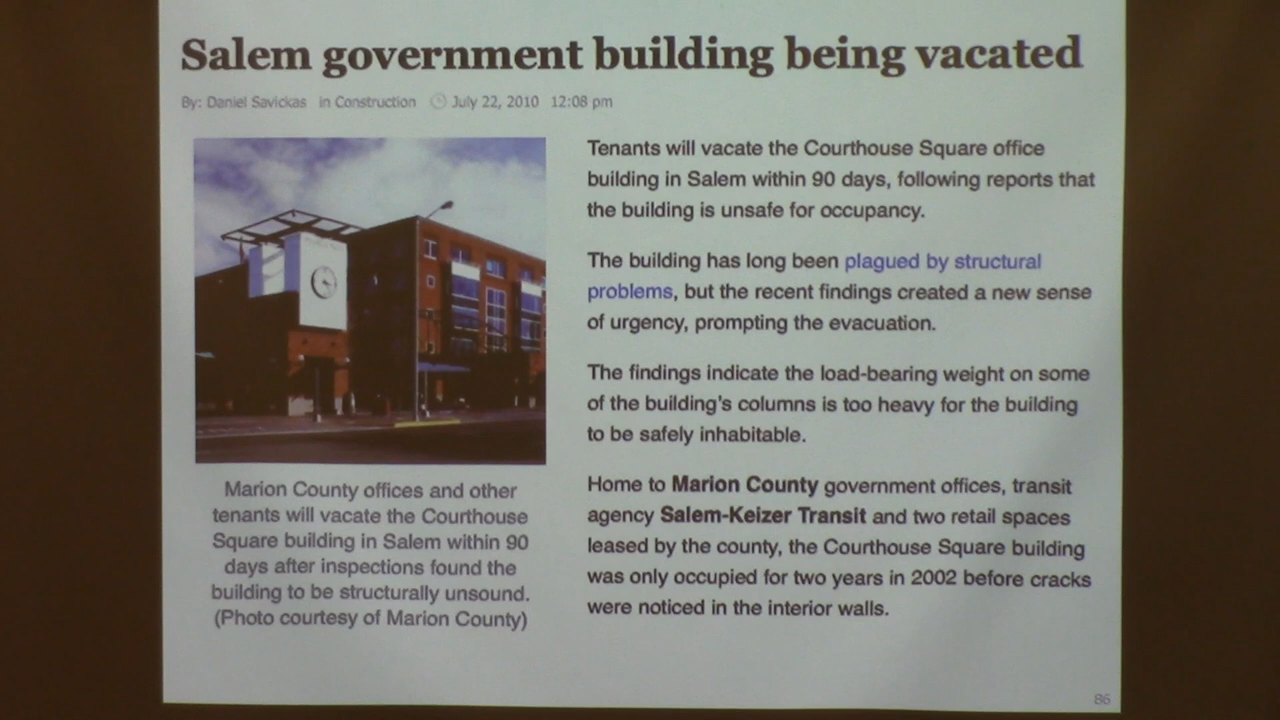 Salem government building being vacated
By: Daniel Savickas in Construction July 22, 2010 12:08 pm
Tenants will vacate the Courthouse Square office
building in Salem within 90 days, following reports that
the building is unsafe for occupancy.
The building has long been plagued by structural
problems, but the recent findings created a new sense
of urgency, prompting the evacuation.
The findings indicate the load-bearing weight on some
of the building's columns is too heavy for the building
to be safely inhabitable.
Home to Marion County government offices, transit
agency Salem-Keizer Transit and two retail spaces
leased by the county, the Courthouse Square building
was only occupied for two years in 2002 before cracks
were noticed in the interior walls.
Marion County offices and other
tenants will vacate the Courthouse
Square building in Salem within 90
days after inspections found the
building to be structurally unsound.
(Photo courtesy of Marion County)
86